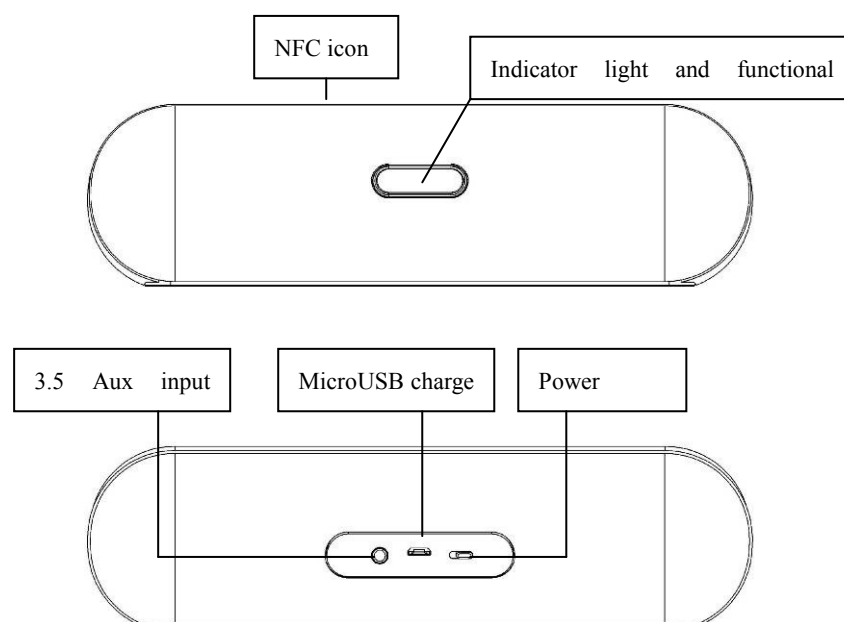 NFC icon
Indicator light and functional
3.5 Aux input
MicroUSB charge
Power